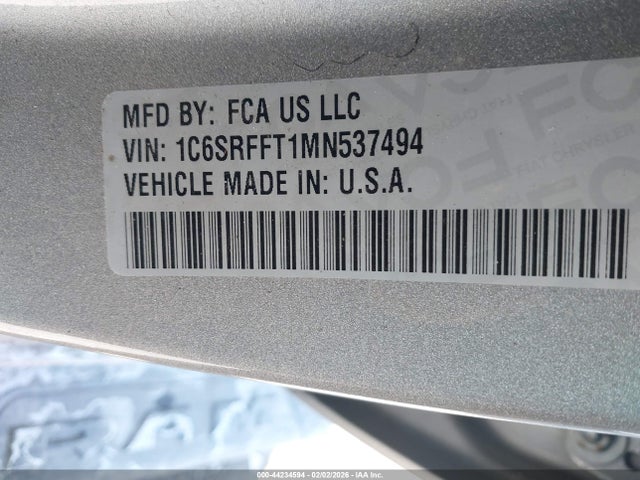 MFD BY: FCA US LLC
VIN: 1C6SRFFT1MN537494
VEHICLE MADE IN: U.S.A.
000-44234594 - 02/02/2026 - IAA Inc.